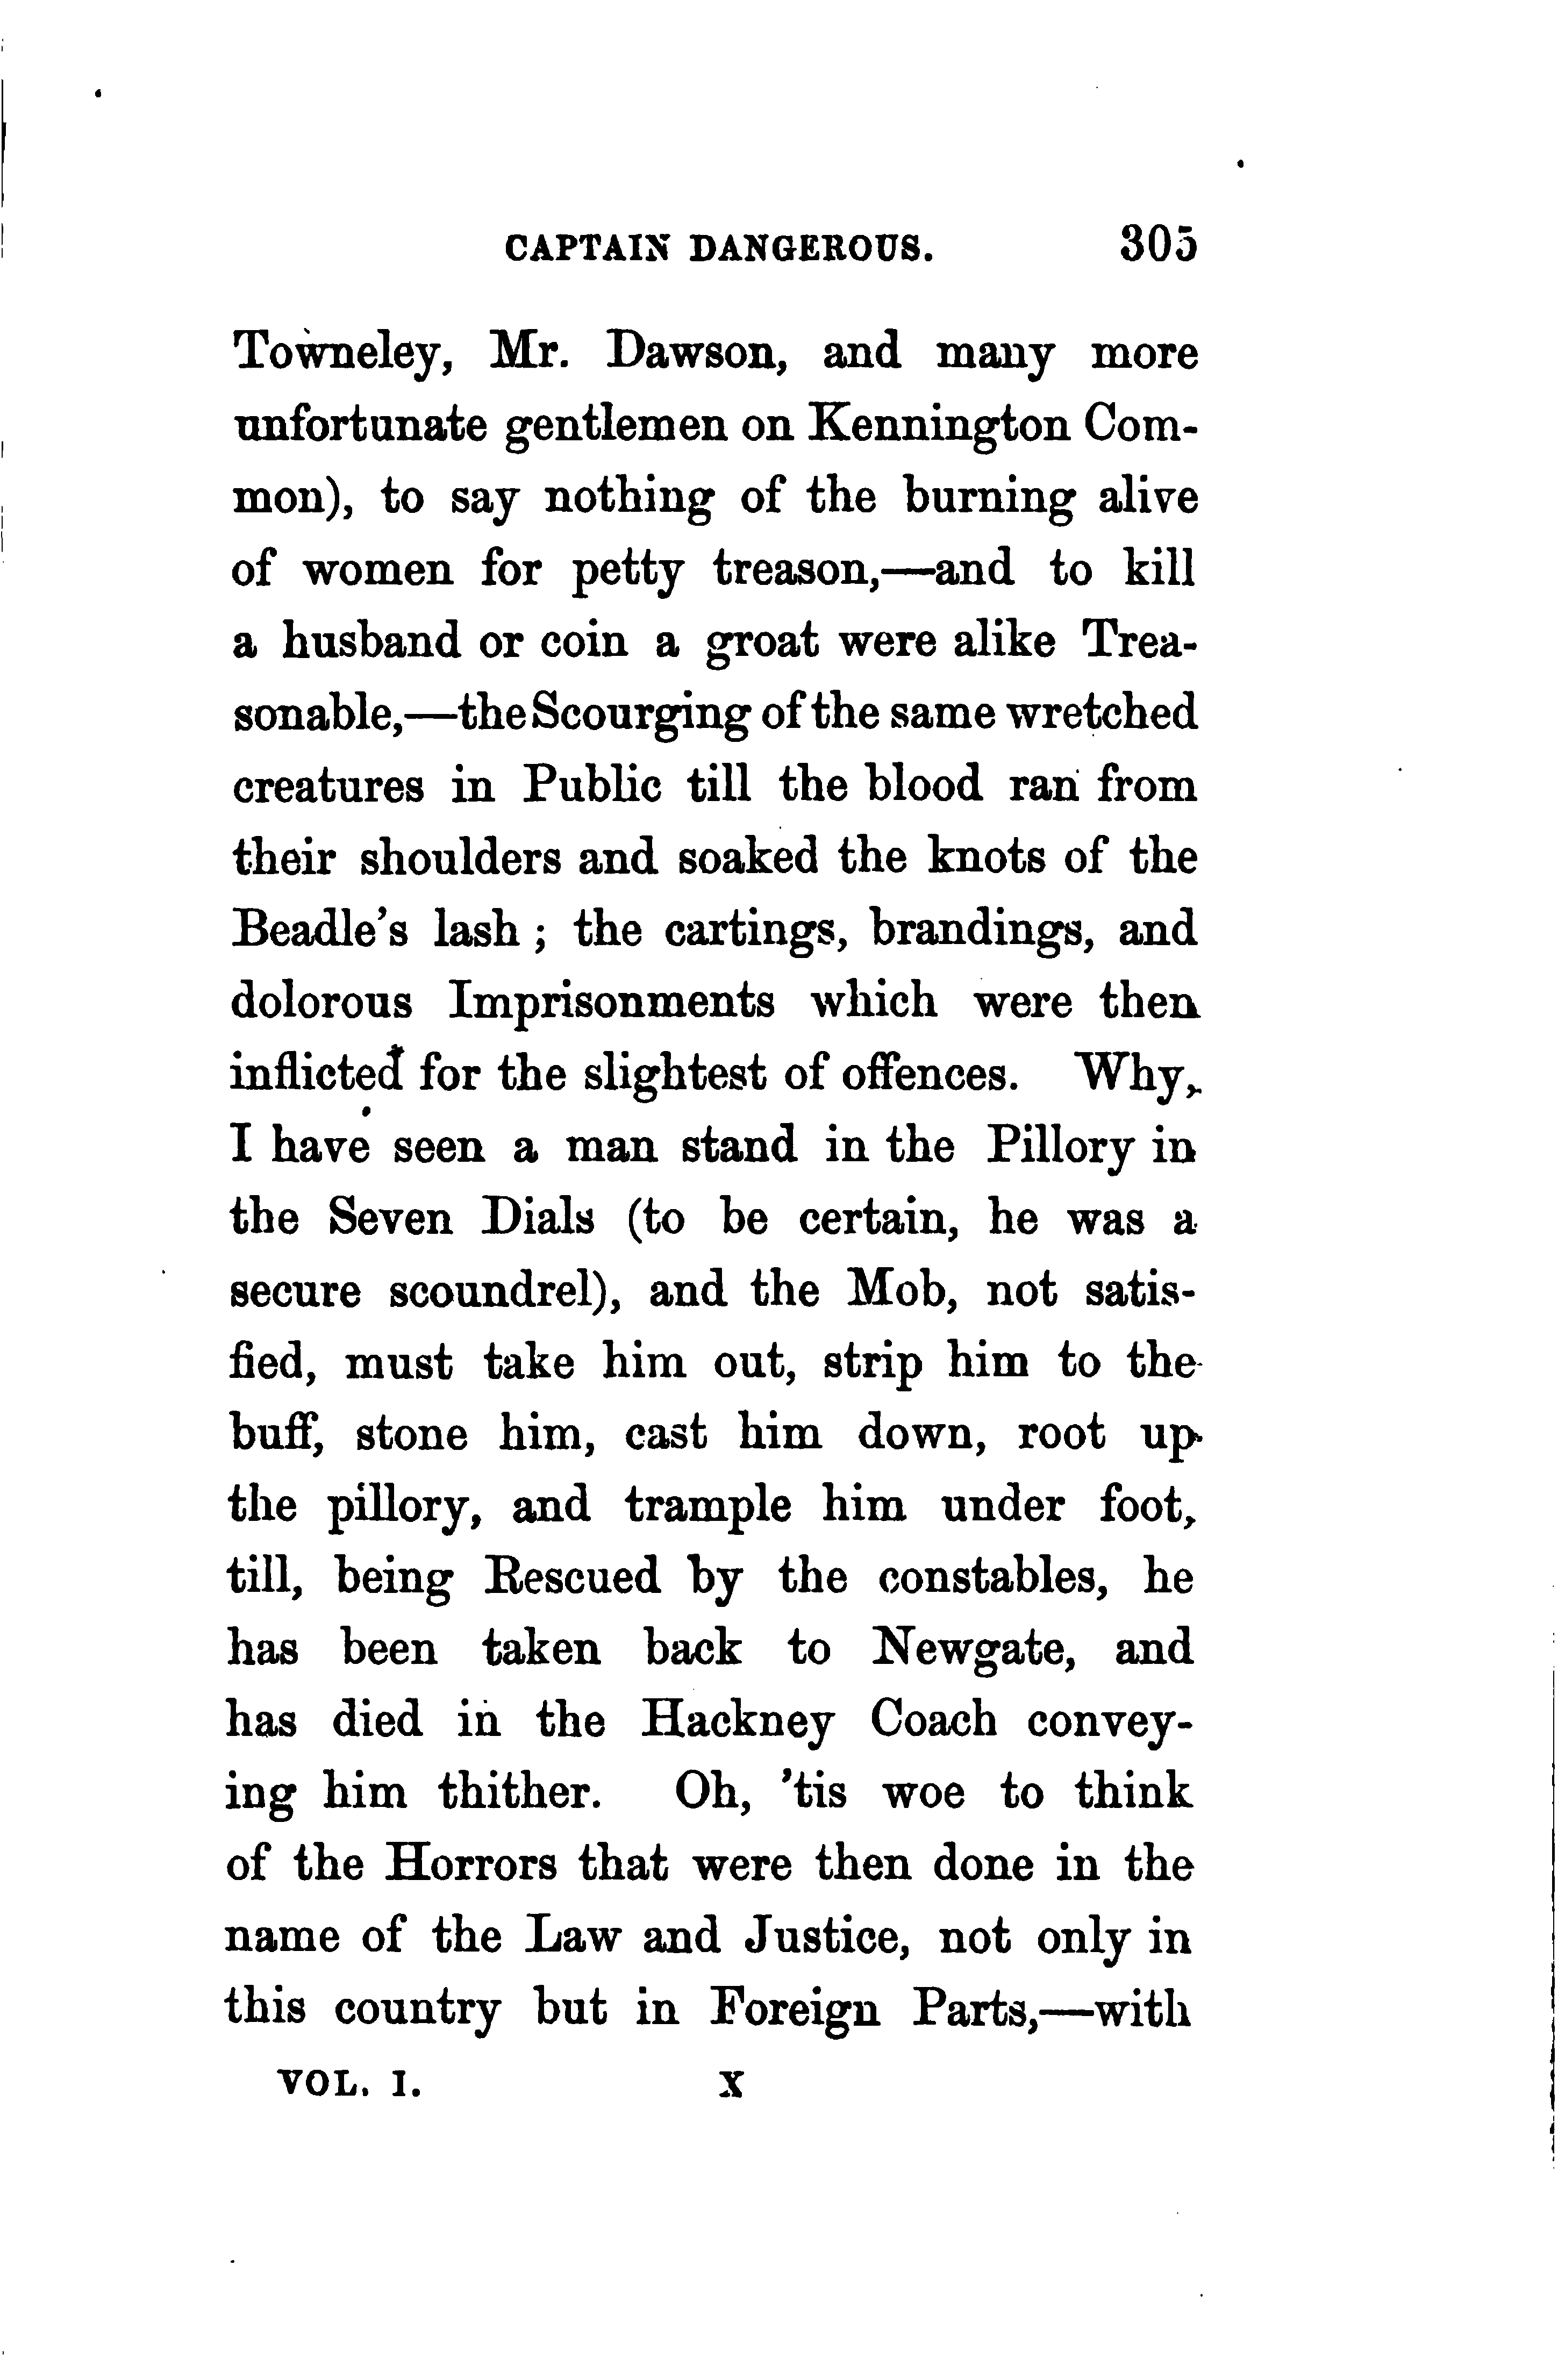 CAPTAIN DANGEROUS. 305
Towneley, Mr. Dawson, and many more
unfortunate gentlemen on Kennington Com-
mon), to say nothing of the burning alive
of women for petty treason,—and to kill
a husband or coin a groat were alike Trea-
sonable,—the Scourging of the same wretched
creatures in Public till the blood ran from
their shoulders and soaked the knots of the
Beadle's lash; the cartings, brandings, and
dolorous Imprisonments which were then
inflicted for the slightest of offences. Why,
I have seen a man stand in the Pillory in
the Seven Dials (to be certain, he was a
secure scoundrel), and the Mob, not satis-
fied, must take him out, strip him to the
buff, stone him, cast him down, root up
the pillory, and trample him under foot,
till, being Rescued by the constables, he
has been taken back to Newgate, and
has died in the Hackney Coach convey-
ing him thither. Oh, 'tis woe to think
of the Horrors that were then done in the
name of the Law and Justice, not only in
this country but in Foreign Parts,—with
VOL. I. X